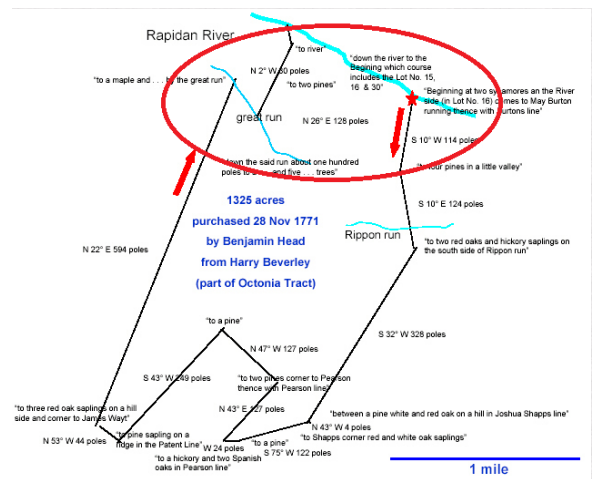 Rapidan River
"to river"
"down the river to the
Begining which course
includes the Lot No. 15,
16 & 30"
"to a maple and . . . by the great run"
N 2° W 30 poles
"to two pines"
"Beginning at two sycamores an the River
side (in Lot No. 16) comes to May Burton
running thence with Burtons line"
great run
N 26° E 128 poles
S 10° W 114 poles
"down the said run about one hundred
poles to and five . . . trees"
"to four pines in a little valley"
1325 acres
purchased 28 Nov 1771
by Benjamin Head
from Harry Beverley
(part of Octonia Tract)
S 10° E 124 poles
Rippon run
"to two red oaks and hickory saplings on
the south side of Rippon run"
N 22° E 594 poles
"to a pine"
S 32° W 328 poles
N 47° W 127 poles
S 43° W 249 poles
"to two pines corner to Pearson
thence with Pearson line"
"to three red oak saplings on a hill
side and corner to James Wayt"
N 43° E 127 poles
"between a pine white and red oak on a hill in Joshua Shapps line"
N 43° W 4 poles
N 53° W 44 poles
"to pine sapling on a
ridge in the Patent Line"
W 24 poles
"to a pine"
"to Shapps corner red and white oak saplings"
S 75° W 122 poles
"to a hickory and two Spanish
oaks in Pearson line"
1 mile